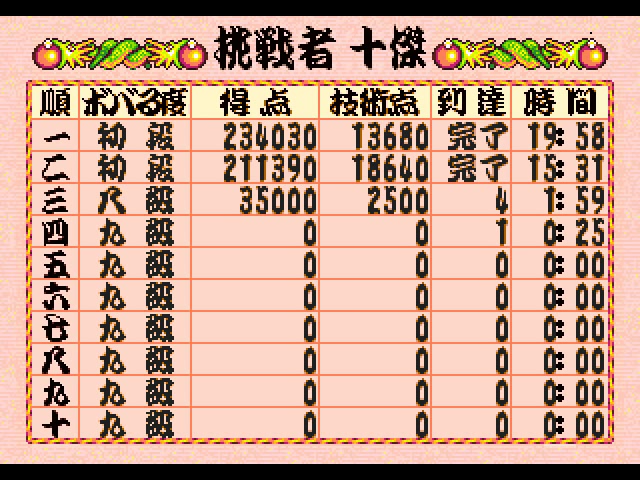 挑戦者 十傑
順 ボンバる度 得点 技術点 到達 時間
一 初段 234030 13680 完了 19:58
二 初段 211390 18640 完了 15:31
三 八級 35000 2500 4 1:59
四 九級 0 0 1 0:25
五 九級 0 0 0 0:00
六 九級 0 0 0 0:00
七 九級 0 0 0 0:00
八 九級 0 0 0 0:00
九 九級 0 0 0 0:00
十 九級 0 0 0 0:00